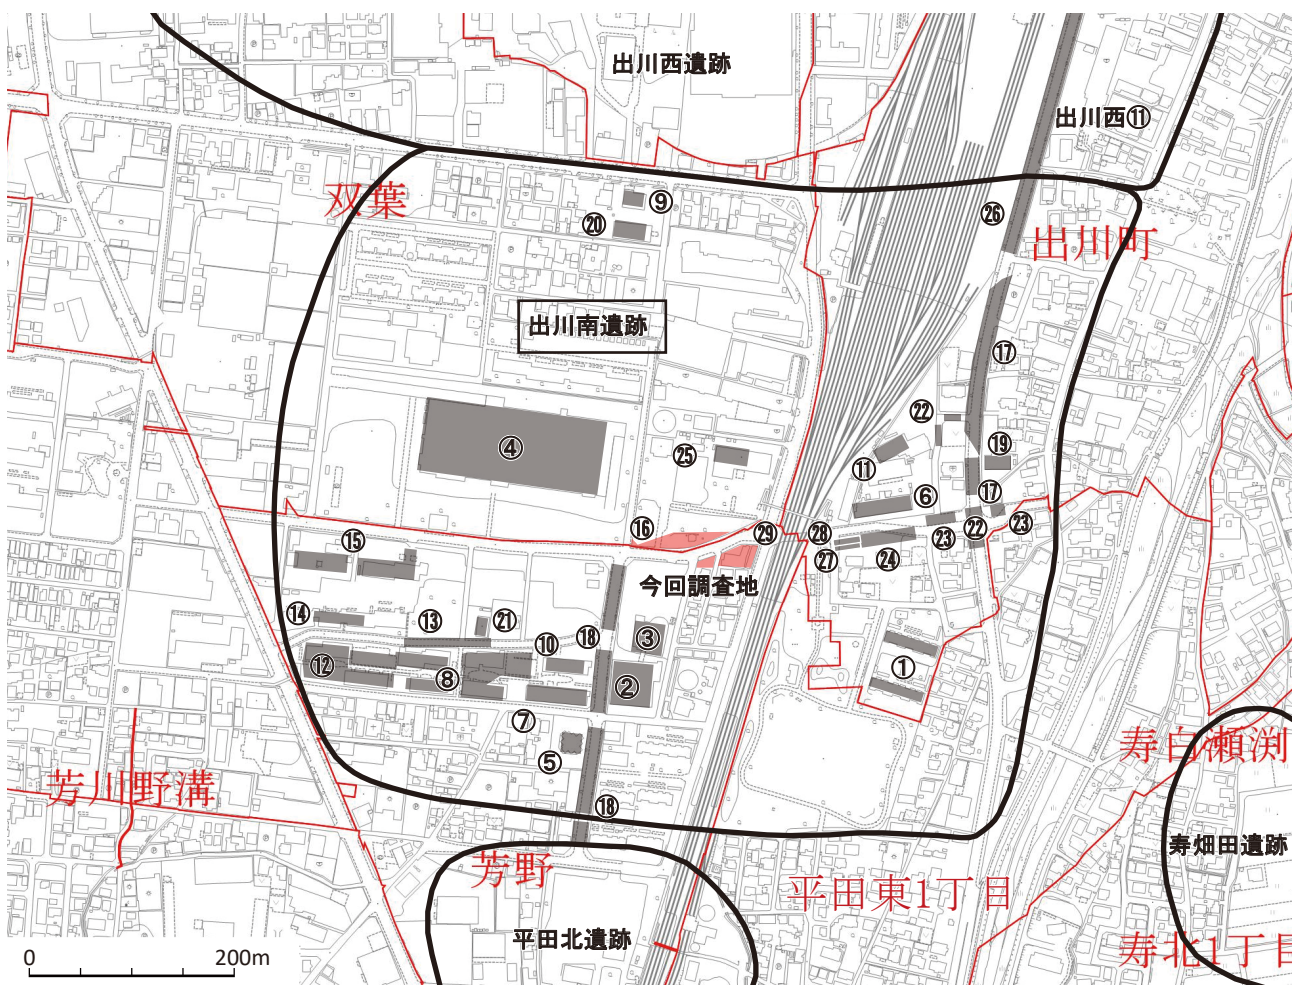 出川西遺跡
出川西⑪
双葉
⑨
⑳
㉖
出川町
出川南遺跡
⑰
㉒
④
㉕
⑪
⑲
⑥
⑰
⑯
㉙
㉘
㉓
㉒
㉓
⑮
㉗
㉔
今回調査地
⑭
⑬
㉑
⑩
⑱
③
⑫
⑧
②
①
⑦
⑤
寿白瀬渕
芳川野溝
⑱
寿畑田遺跡
芳野
平田東1丁目
平田北遺跡
寿北1丁目
0
200m